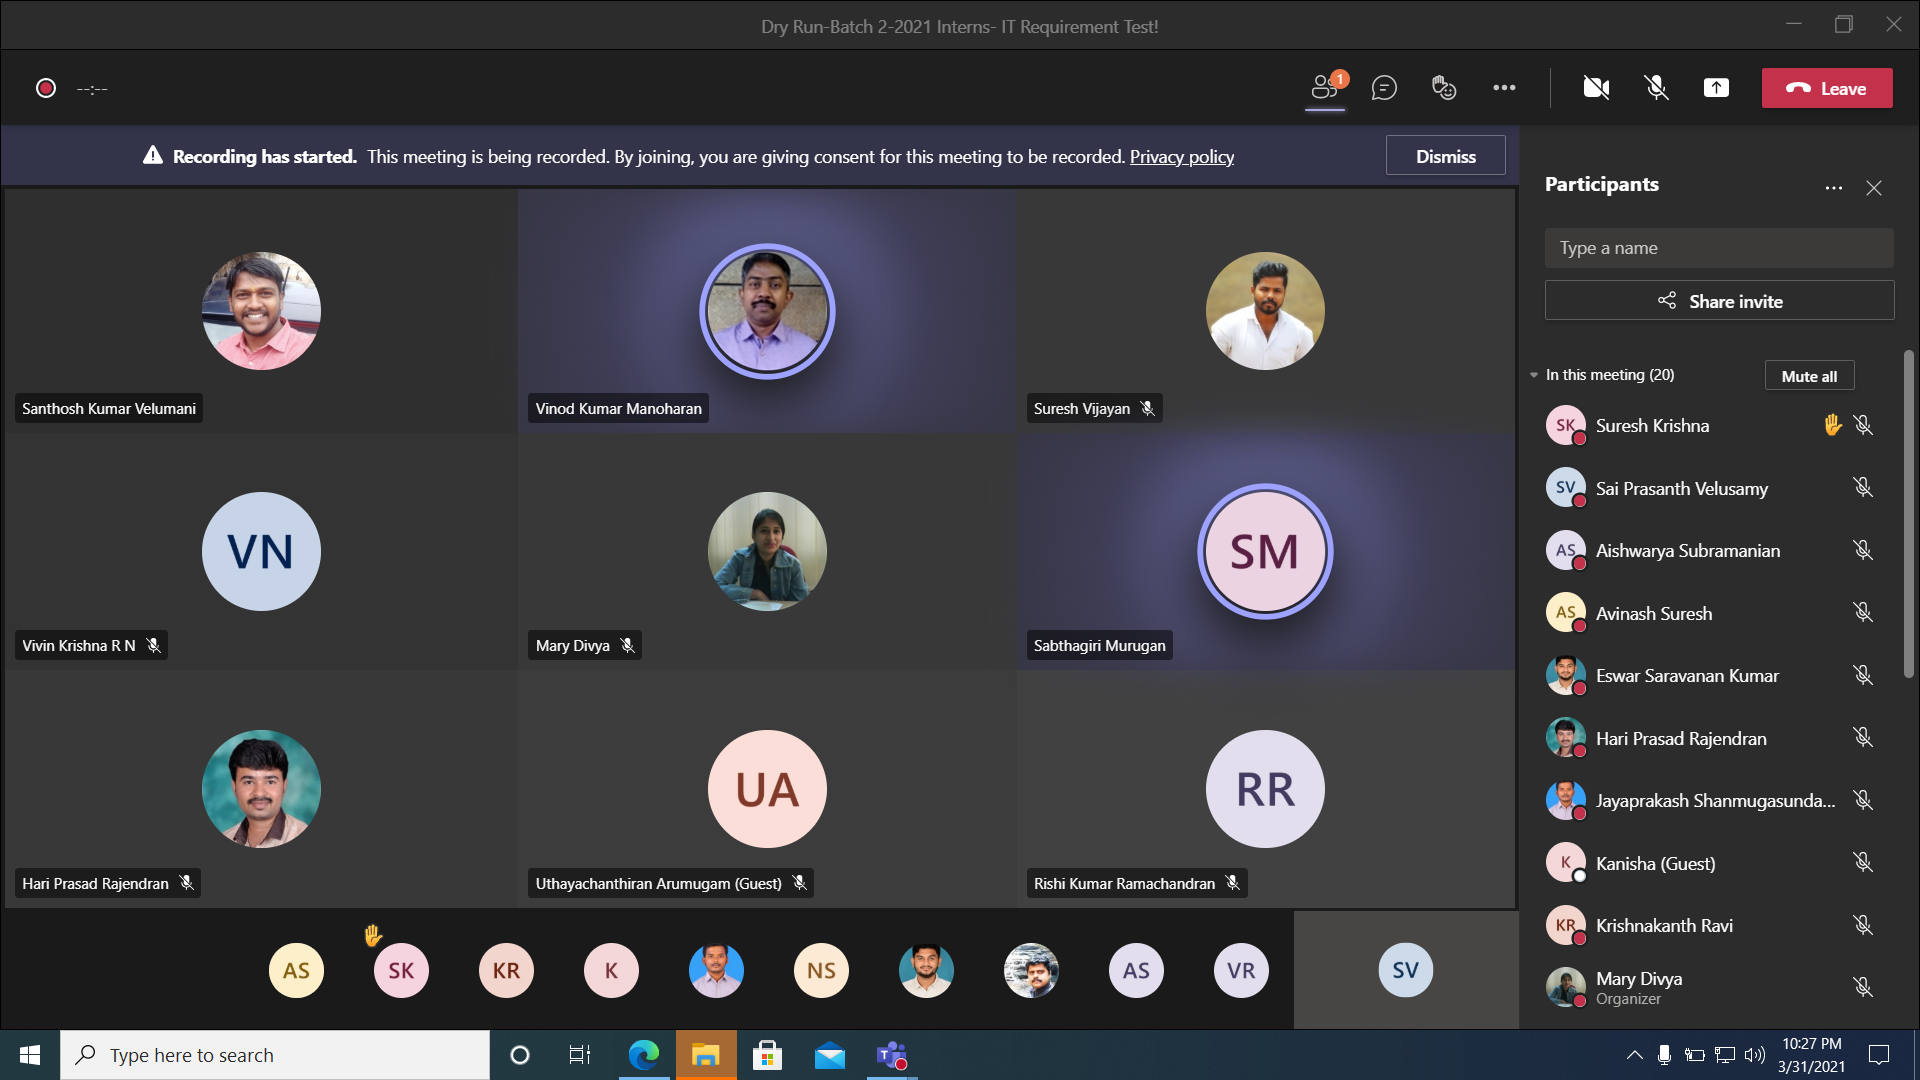 Dry Run-Batch 2-2021 Interns- IT Requirement Test!
--:--
1
Leave
Recording has started. This meeting is being recorded. By joining, you are giving consent for this meeting to be recorded. Privacy policy
Dismiss
Santhosh Kumar Velumani
Vinod Kumar Manoharan
Suresh Vijayan
VN
SM
Vivin Krishna R N
Mary Divya
Sabthagiri Murugan
UA
RR
Hari Prasad Rajendran
Uthayachanthiran Arumugam (Guest)
Rishi Kumar Ramachandran
AS
SK
KR
K
NS
AS
VR
SV
Participants
Type a name
Share invite
In this meeting (20)
Mute all
SK Suresh Krishna
SV Sai Prasanth Velusamy
AS Aishwarya Subramanian
AS Avinash Suresh
Eswar Saravanan Kumar
Hari Prasad Rajendran
Jayaprakash Shanmugasunda...
K Kanisha (Guest)
KR Krishnakanth Ravi
Mary Divya
Organizer
Type here to search
T
10:27 PM
3/31/2021